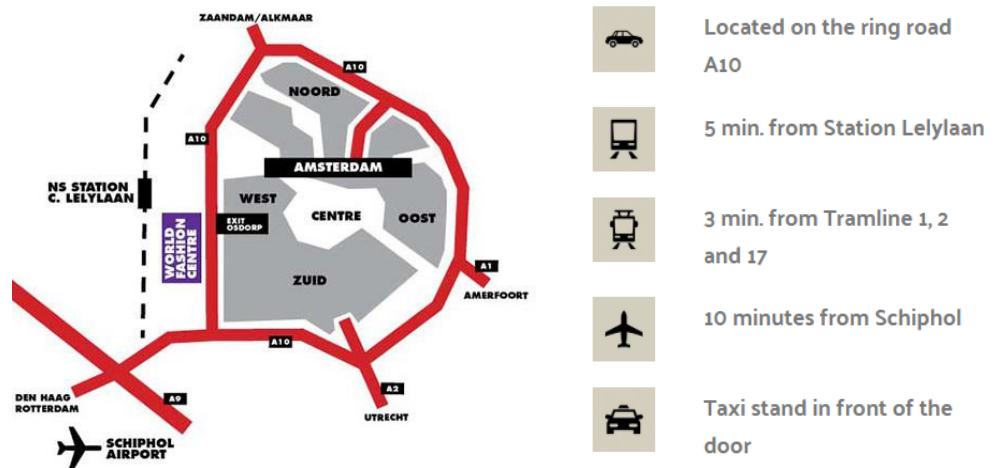 ZAANDAM/ALKMAAR
A10
NOORD
A10
AMSTERDAM
NS STATION
C. LELYLAAN
WEST
CENTRE
OOST
EXIT
OSDORP
WORLD
FASHION
CENTRE
ZUID
A1
AMERFOORT
A10
A2
UTRECHT
DEN HAAG
ROTTERDAM
A9
SCHIPHOL
AIRPORT
Located on the ring road
A10
5 min. from Station Lelylaan
3 min. from Tramline 1, 2
and 17
10 minutes from Schiphol
Taxi stand in front of the
door